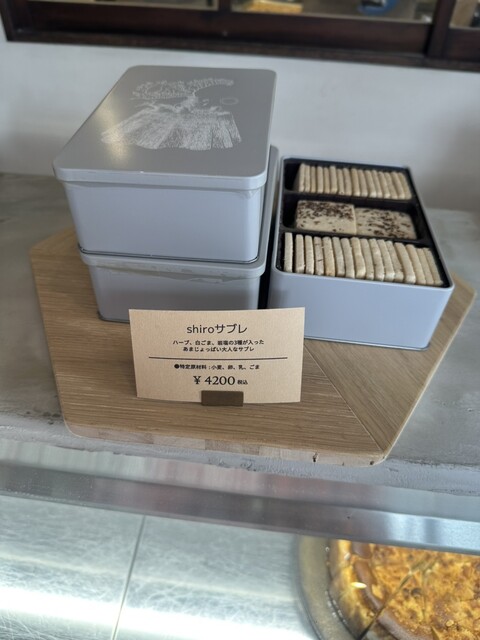 shiroサブレ
ハーブ、白ごま、岩塩の3種が入った
あまじょっぱい大人なサブレ
●特定原材料：小麦、卵、乳、ごま
¥ 4200 税込